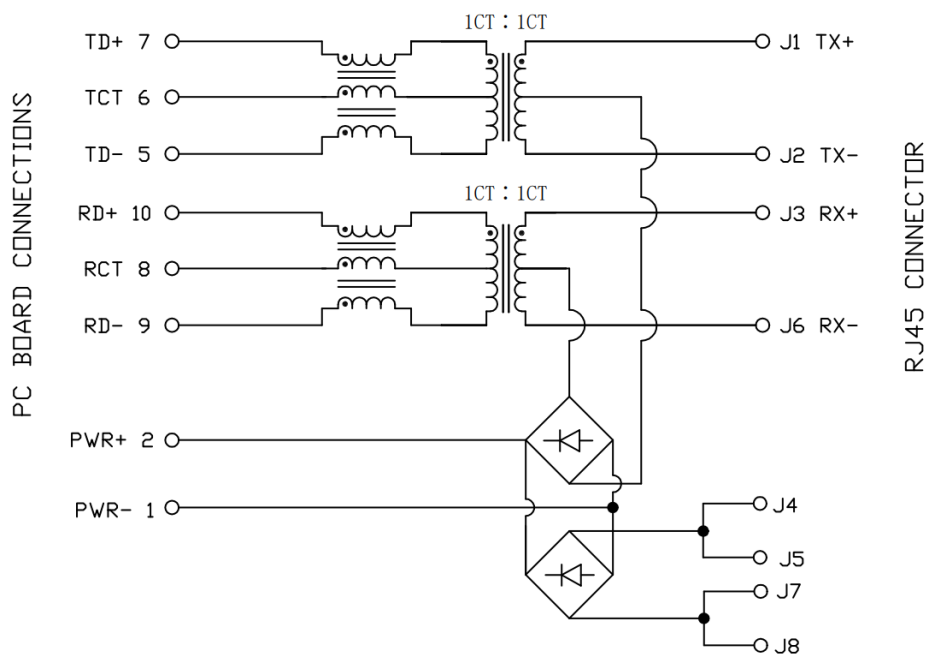 1CT : 1CT
TD+ 7
J1 TX+
TCT 6
TD- 5
J2 TX-
1CT : 1CT
RD+ 10
J3 RX+
RCT 8
RD- 9
J6 RX-
PC BOARD CONNECTIONS
RJ45 CONNECTOR
PWR+ 2
PWR- 1
J4
J5
J7
J8